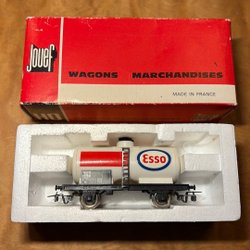 Jouef
WAGONS MARCHANDISES
MADE IN FRANCE
Esso